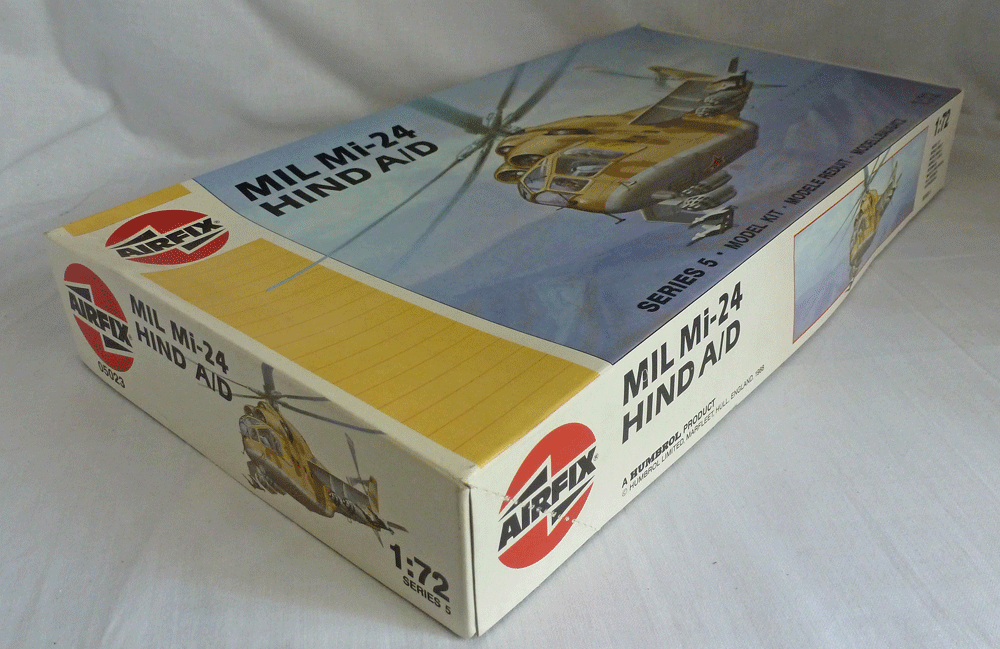 MIL Mi-24
HIND A/D
AIRFIX
SERIES 5 • MODEL KIT • MODELE REDUIT • MODELLBAUSATZ
AIRFIX
MIL Mi-24
HIND A/D
05023
1:72
SERIES 5
AIRFIX
MIL Mi-24
HIND A/D
A HUMBROL PRODUCT
© HUMBROL LIMITED, MARFLEET, HULL, ENGLAND. 1988
1:72